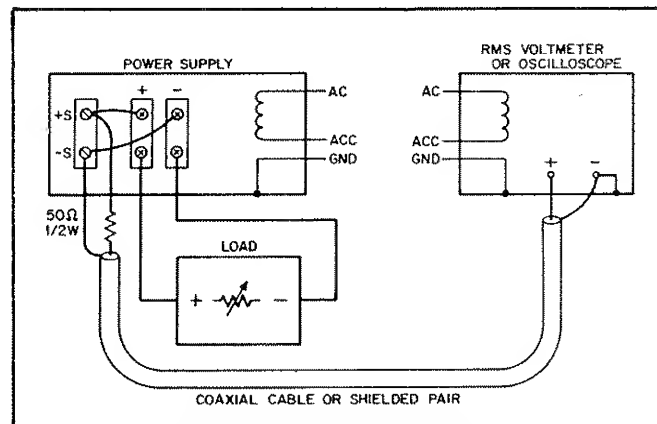 POWER SUPPLY
RMS VOLTMETER
OR OSCILLOSCOPE
+ -
+S
-S
AC
ACC
GND
AC
ACC
GND
+ -
50Ω
1/2W
LOAD
+ -
COAXIAL CABLE OR SHIELDED PAIR